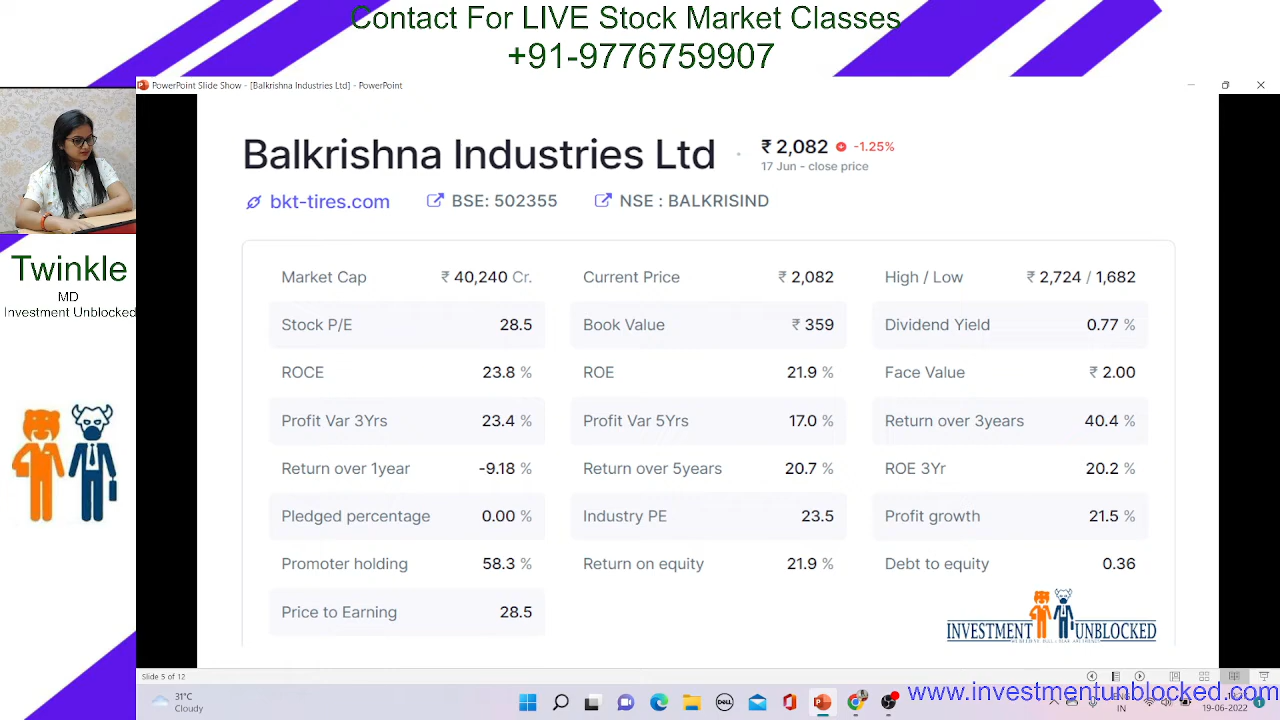 Contact For LIVE Stock Market Classes
+91-9776759907
PowerPoint Slide Show - [Balkrishna Industries Ltd] - PowerPoint
Balkrishna Industries Ltd
₹ 2,082 -1.25%
17 Jun - close price
bkt-tires.com BSE: 502355 NSE : BALKRISIND
Twinkle
MD
Investment Unblocked
Market Cap ₹ 40,240 Cr. Current Price ₹ 2,082 High / Low ₹ 2,724 / 1,682
Stock P/E 28.5 Book Value ₹ 359 Dividend Yield 0.77 %
ROCE 23.8 % ROE 21.9 % Face Value ₹ 2.00
Profit Var 3Yrs 23.4 % Profit Var 5Yrs 17.0 % Return over 3years 40.4 %
Return over 1year -9.18 % Return over 5years 20.7 % ROE 3Yr 20.2 %
Pledged percentage 0.00 % Industry PE 23.5 Profit growth 21.5 %
Promoter holding 58.3 % Return on equity 21.9 % Debt to equity 0.36
Price to Earning 28.5
INVESTMENT UNBLOCKED
Slide 5 of 12
31°C
Cloudy
DELL
www.investmentunblocked.com
IN
19-06-2022